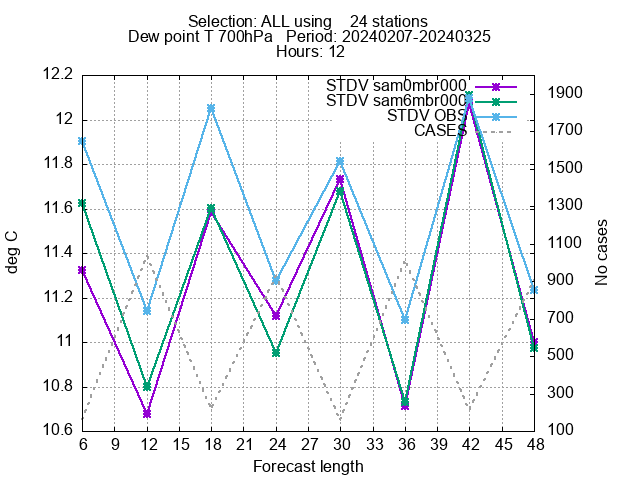 Selection: ALL using    24 stations
Dew point T 700hPa   Period: 20240207-20240325
Hours: 12
STDV sam0mbr000
STDV sam6mbr000
STDV OBS
CASES
12.2
12
11.8
11.6
11.4
11.2
11
10.8
10.6
deg C
1900
1700
1500
1300
1100
900
700
500
300
100
No cases
6 9 12 15 18 21 24 27 30 33 36 39 42 45 48
Forecast length